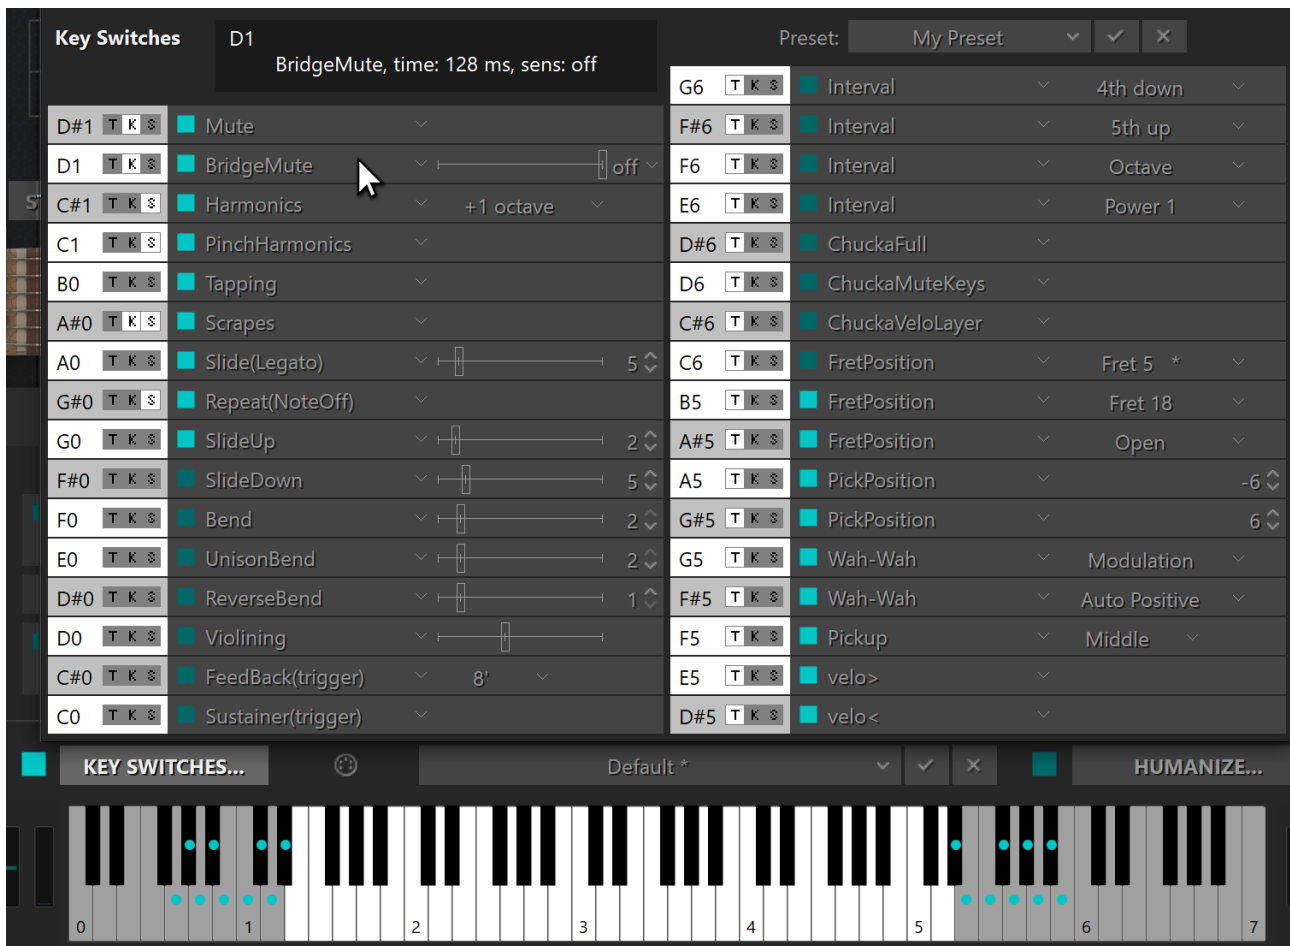 Key Switches
D1
BridgeMute, time: 128 ms, sens: off
Preset: My Preset
D#1 T K S Mute
D1 T K S BridgeMute off
C#1 T K S Harmonics +1 octave
C1 T K S PinchHarmonics
B0 T K S Tapping
A#0 T K S Scrapes
A0 T K S Slide(Legato) 5
G#0 T K S Repeat(NoteOff)
G0 T K S SlideUp 2
F#0 T K S SlideDown 5
F0 T K S Bend 2
E0 T K S UnisonBend 2
D#0 T K S ReverseBend 1
D0 T K S Violining
C#0 T K S FeedBack(trigger) 8'
C0 T K S Sustainer(trigger)
G6 T K S Interval 4th down
F#6 T K S Interval 5th up
F6 T K S Interval Octave
E6 T K S Interval Power 1
D#6 T K S ChuckaFull
D6 T K S ChuckaMuteKeys
C#6 T K S ChuckaVeloLayer
C6 T K S FretPosition Fret 5 *
B5 T K S FretPosition Fret 18
A#5 T K S FretPosition Open
A5 T K S PickPosition -6
G#5 T K S PickPosition 6
G5 T K S Wah-Wah Modulation
F#5 T K S Wah-Wah Auto Positive
F5 T K S Pickup Middle
E5 T K S velo>
D#5 T K S velo<
KEY SWITCHES... Default * HUMANIZE...
0 1 2 3 4 5 6 7